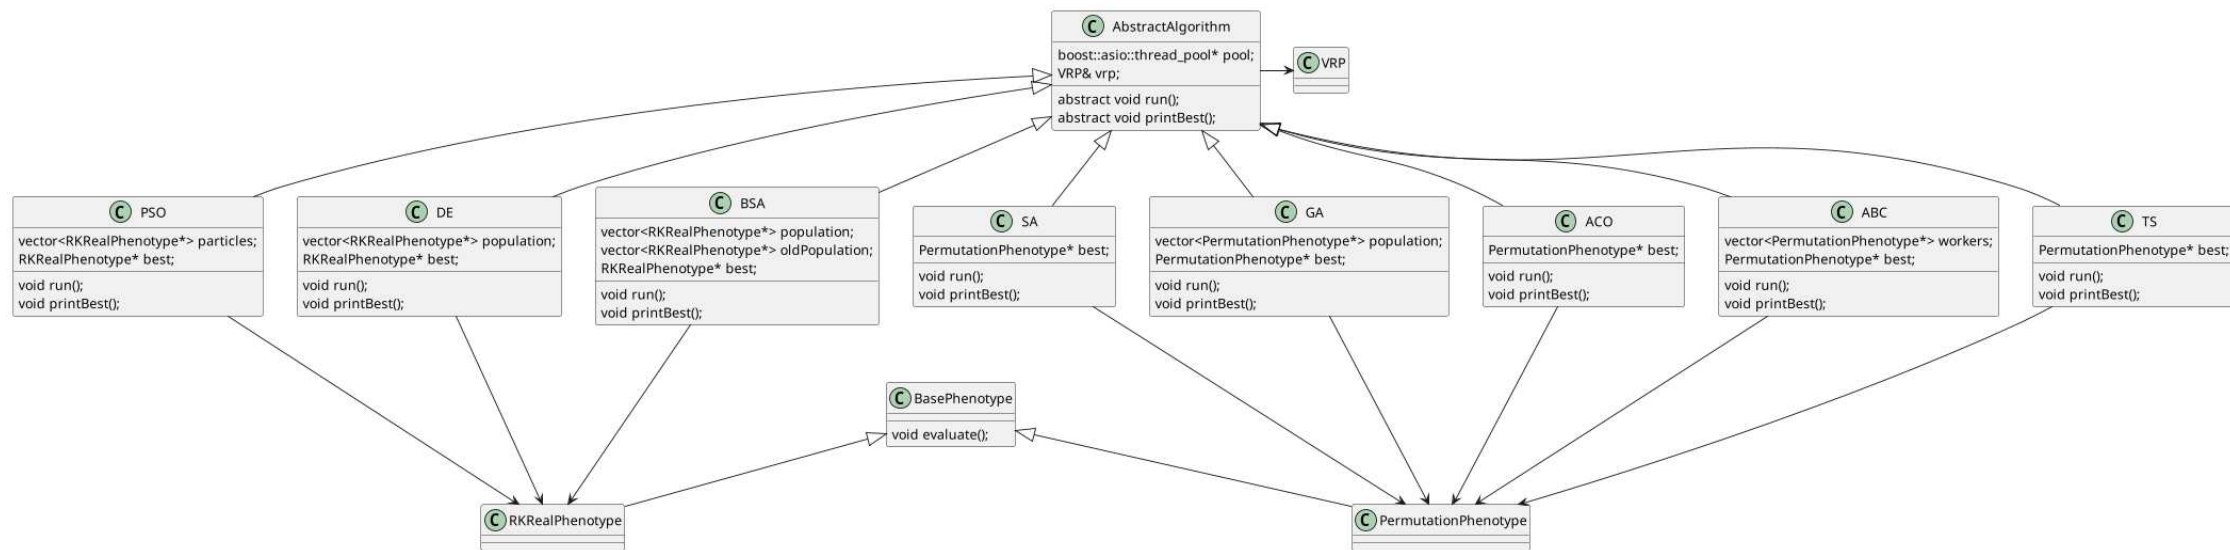 C AbstractAlgorithm
boost::asio::thread_pool* pool;
VRP& vrp;
abstract void run();
abstract void printBest();
C VRP
C PSO
vector<RKRealPhenotype*> particles;
RKRealPhenotype* best;
void run();
void printBest();
C DE
vector<RKRealPhenotype*> population;
RKRealPhenotype* best;
void run();
void printBest();
C BSA
vector<RKRealPhenotype*> population;
vector<RKRealPhenotype*> oldPopulation;
RKRealPhenotype* best;
void run();
void printBest();
C SA
PermutationPhenotype* best;
void run();
void printBest();
C GA
vector<PermutationPhenotype*> population;
PermutationPhenotype* best;
void run();
void printBest();
C ACO
PermutationPhenotype* best;
void run();
void printBest();
C ABC
vector<PermutationPhenotype*> workers;
PermutationPhenotype* best;
void run();
void printBest();
C TS
PermutationPhenotype* best;
void run();
void printBest();
C BasePhenotype
void evaluate();
C RKRealPhenotype
C PermutationPhenotype